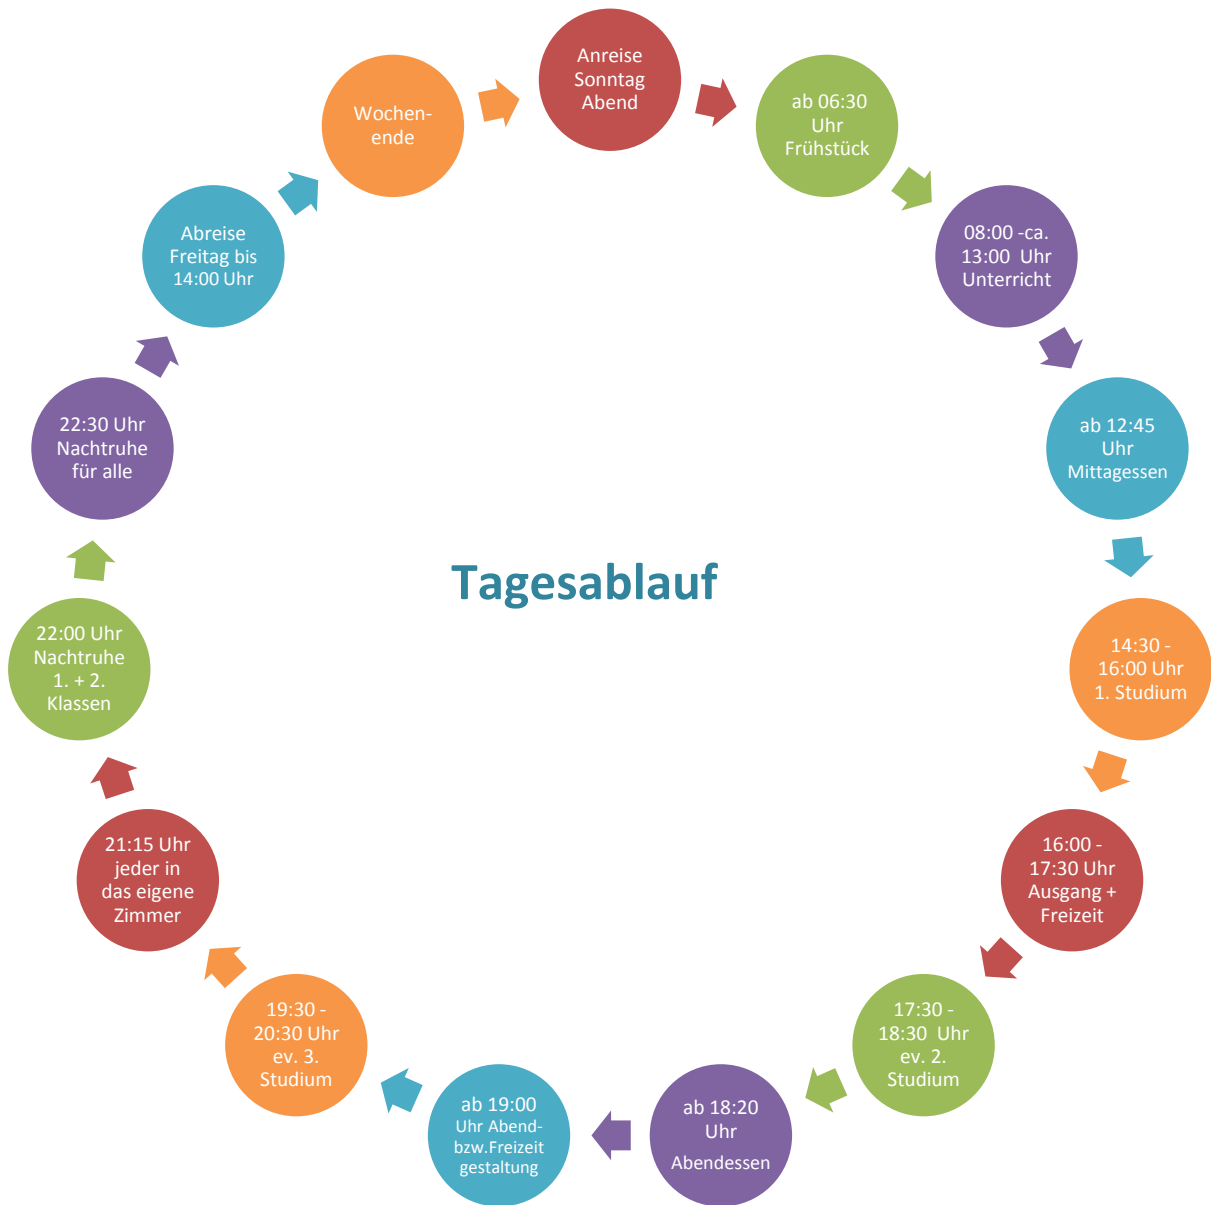 Anreise
Sonntag
Abend
ab 06:30
Uhr
Frühstück
08:00 -ca.
13:00 Uhr
Unterricht
ab 12:45
Uhr
Mittagessen
14:30 -
16:00 Uhr
1. Studium
16:00 -
17:30 Uhr
Ausgang +
Freizeit
17:30 -
18:30 Uhr
ev. 2.
Studium
ab 18:20
Uhr
Abendessen
ab 19:00
Uhr Abend-
bzw.Freizeit
gestaltung
19:30 -
20:30 Uhr
ev. 3.
Studium
21:15 Uhr
jeder in
das eigene
Zimmer
22:00 Uhr
Nachtruhe
1. + 2.
Klassen
22:30 Uhr
Nachtruhe
für alle
Abreise
Freitag bis
14:00 Uhr
Wochen-
ende
Tagesablauf